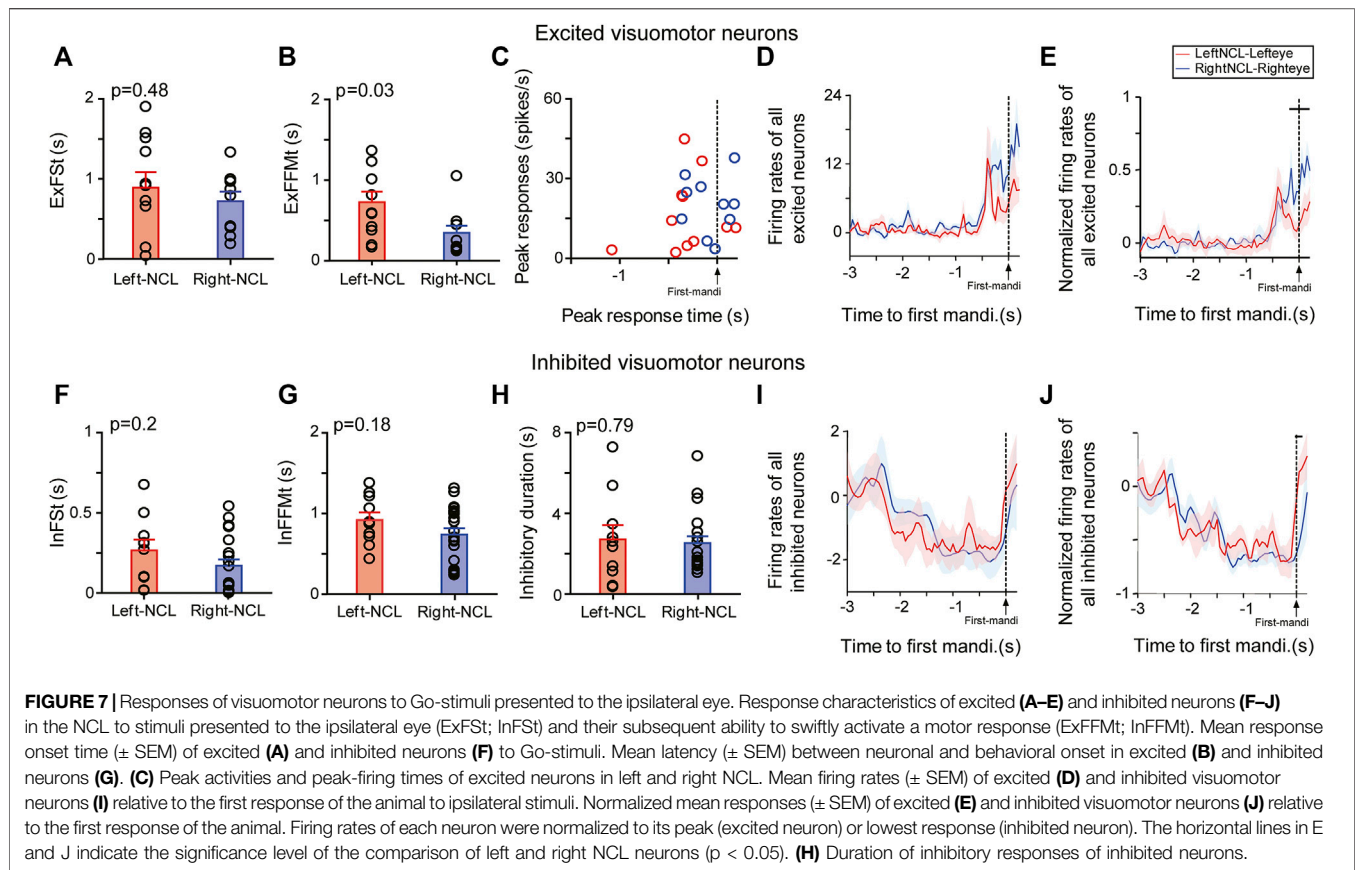 Excited visuomotor neurons
A
B
C
D
E
LeftNCL-Lefteye
RightNCL-Righteye
p=0.48
ExFSt (s)
2
1
0
Left-NCL Right-NCL
p=0.03
ExFFMt (s)
2
1
0
Left-NCL Right-NCL
Peak responses (spikes/s)
60
30
0
-1
First-mandi
Peak response time (s)
Firing rates of all
excited neurons
24
12
0
-3 -2 -1
First-mandi
Time to first mandi.(s)
Normalized firing rates of
all excited neurons
1
0.5
0
-3 -2 -1
First-mandi
Time to first mandi.(s)
Inhibited visuomotor neurons
F
G
H
I
J
p=0.2
InFSt (s)
1
0
Left-NCL Right-NCL
p=0.18
InFFMt (s)
2
1
0
Left-NCL Right-NCL
p=0.79
Inhibitory duration (s)
8
4
0
Left-NCL Right-NCL
Firing rates of all
inhibited neurons
2
0
-2
-3 -2 -1
First-mandi
Time to first mandi.(s)
Normalized firing rates of
all inhibited neurons
0
-1
-3 -2 -1
First-mandi
Time to first mandi.(s)
FIGURE 7 | Responses of visuomotor neurons to Go-stimuli presented to the ipsilateral eye. Response characteristics of excited (A–E) and inhibited neurons (F–J)
in the NCL to stimuli presented to the ipsilateral eye (ExFSt; InFSt) and their subsequent ability to swiftly activate a motor response (ExFFMt; InFFMt). Mean response
onset time (± SEM) of excited (A) and inhibited neurons (F) to Go-stimuli. Mean latency (± SEM) between neuronal and behavioral onset in excited (B) and inhibited
neurons (G). (C) Peak activities and peak-firing times of excited neurons in left and right NCL. Mean firing rates (± SEM) of excited (D) and inhibited visuomotor
neurons (I) relative to the first response of the animal to ipsilateral stimuli. Normalized mean responses (± SEM) of excited (E) and inhibited visuomotor neurons (J) relative
to the first response of the animal. Firing rates of each neuron were normalized to its peak (excited neuron) or lowest response (inhibited neuron). The horizontal lines in E
and J indicate the significance level of the comparison of left and right NCL neurons (p < 0.05). (H) Duration of inhibitory responses of inhibited neurons.